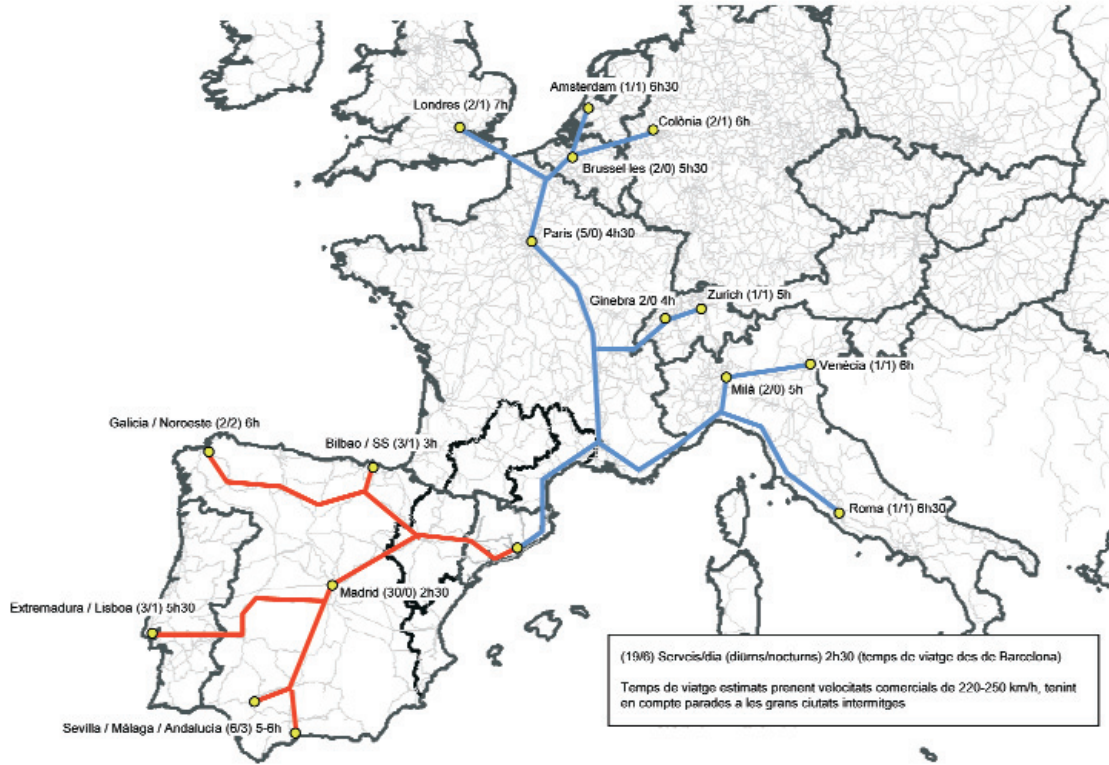 Amsterdam (1/1) 6h30
Londres (2/1) 7h
Colònia (2/1) 6h
Brussel les (2/0) 5h30
Paris (5/0) 4h30
Ginebra 2/0 4h
Zurich (1/1) 5h
Venècia (1/1) 6h
Milà (2/0) 5h
Galicia / Noroeste (2/2) 6h
Bilbao / SS (3/1) 3h
Roma (1/1) 6h30
Madrid (30/0) 2h30
Extremadura / Lisboa (3/1) 5h30
Sevilla / Màlaga / Andalucía (6/3) 5-6h
(19/6) Serveis/dia (diürns/nocturns) 2h30 (temps de viatge des de Barcelona)
Temps de viatge estimats prenent velocitats comercials de 220-250 km/h, tenint
en compte parades a les grans ciutats intermitges